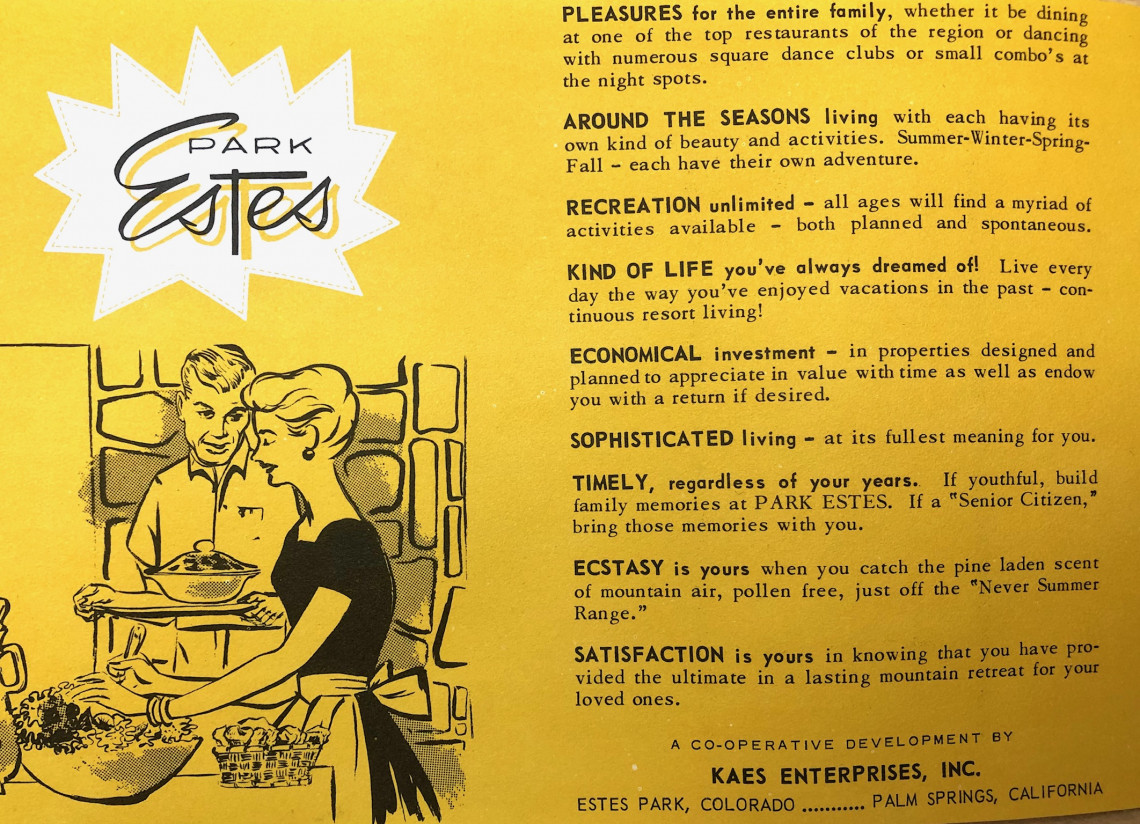 PARK
Estes
PLEASURES for the entire family, whether it be dining
at one of the top restaurants of the region or dancing
with numerous square dance clubs or small combo's at
the night spots.
AROUND THE SEASONS living with each having its
own kind of beauty and activities. Summer-Winter-Spring-
Fall - each have their own adventure.
RECREATION unlimited - all ages will find a myriad of
activities available - both planned and spontaneous.
KIND OF LIFE you've always dreamed of! Live every
day the way you've enjoyed vacations in the past - con-
tinuous resort living!
ECONOMICAL investment - in properties designed and
planned to appreciate in value with time as well as endow
you with a return if desired.
SOPHISTICATED living - at its fullest meaning for you.
TIMELY, regardless of your years. If youthful, build
family memories at PARK ESTES. If a "Senior Citizen,"
bring those memories with you.
ECSTASY is yours when you catch the pine laden scent
of mountain air, pollen free, just off the "Never Summer
Range."
SATISFACTION is yours in knowing that you have pro-
vided the ultimate in a lasting mountain retreat for your
loved ones.
A CO-OPERATIVE DEVELOPMENT BY
KAES ENTERPRISES, INC.
ESTES PARK, COLORADO ........... PALM SPRINGS, CALIFORNIA